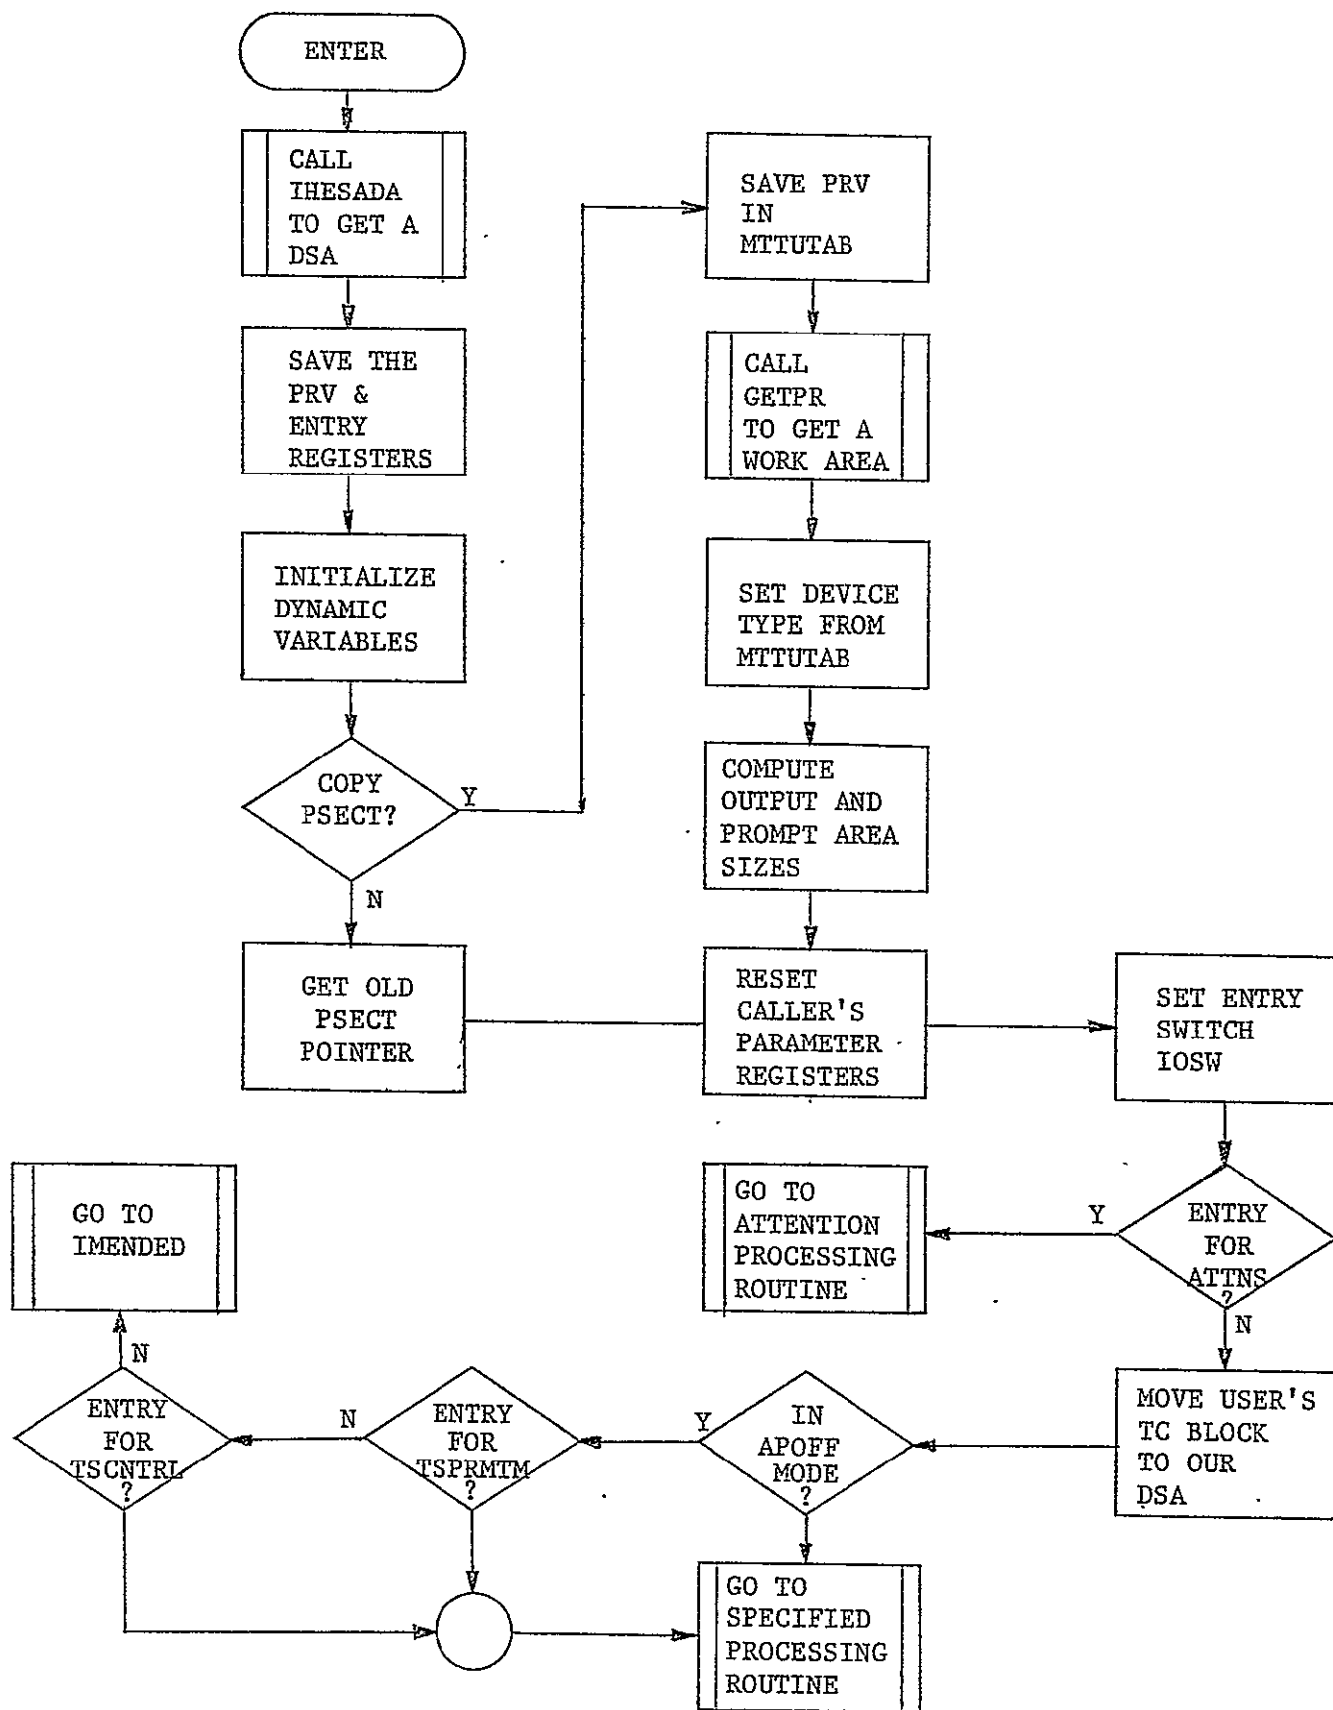 ENTER
CALL
IHESADA
TO GET A
DSA
SAVE THE
PRV &
ENTRY
REGISTERS
INITIALIZE
DYNAMIC
VARIABLES
COPY
PSECT?
Y
N
GET OLD
PSECT
POINTER
SAVE PRV
IN
MTTUTAB
CALL
GETPR
TO GET A
WORK AREA
SET DEVICE
TYPE FROM
MTTUTAB
COMPUTE
OUTPUT AND
PROMPT AREA
SIZES
RESET
CALLER'S
PARAMETER
REGISTERS
SET ENTRY
SWITCH
IOSW
ENTRY
FOR
ATTNS
?
Y
N
GO TO
ATTENTION
PROCESSING
ROUTINE
MOVE USER'S
TC BLOCK
TO OUR
DSA
IN
APOFF
MODE
?
Y
ENTRY
FOR
TSPRMTM
?
N
ENTRY
FOR
TSCNTRL
?
N
GO TO
IMENDED
GO TO
SPECIFIED
PROCESSING
ROUTINE